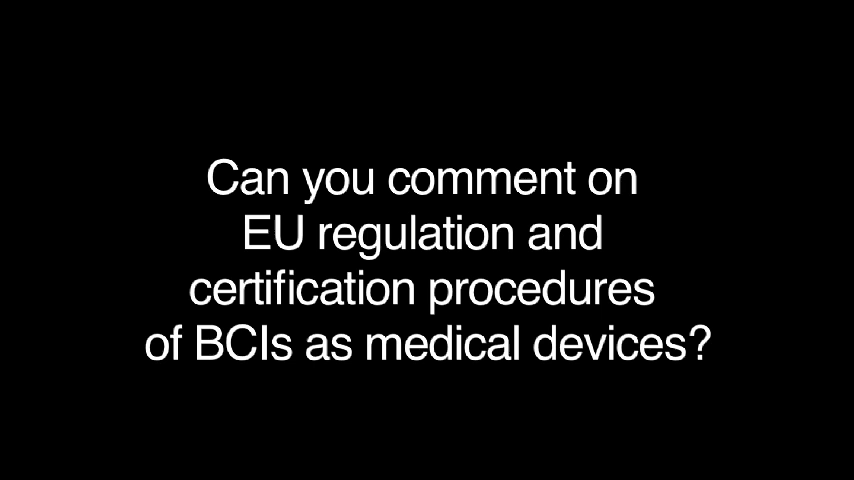 Can you comment on
EU regulation and
certification procedures
of BCIs as medical devices?